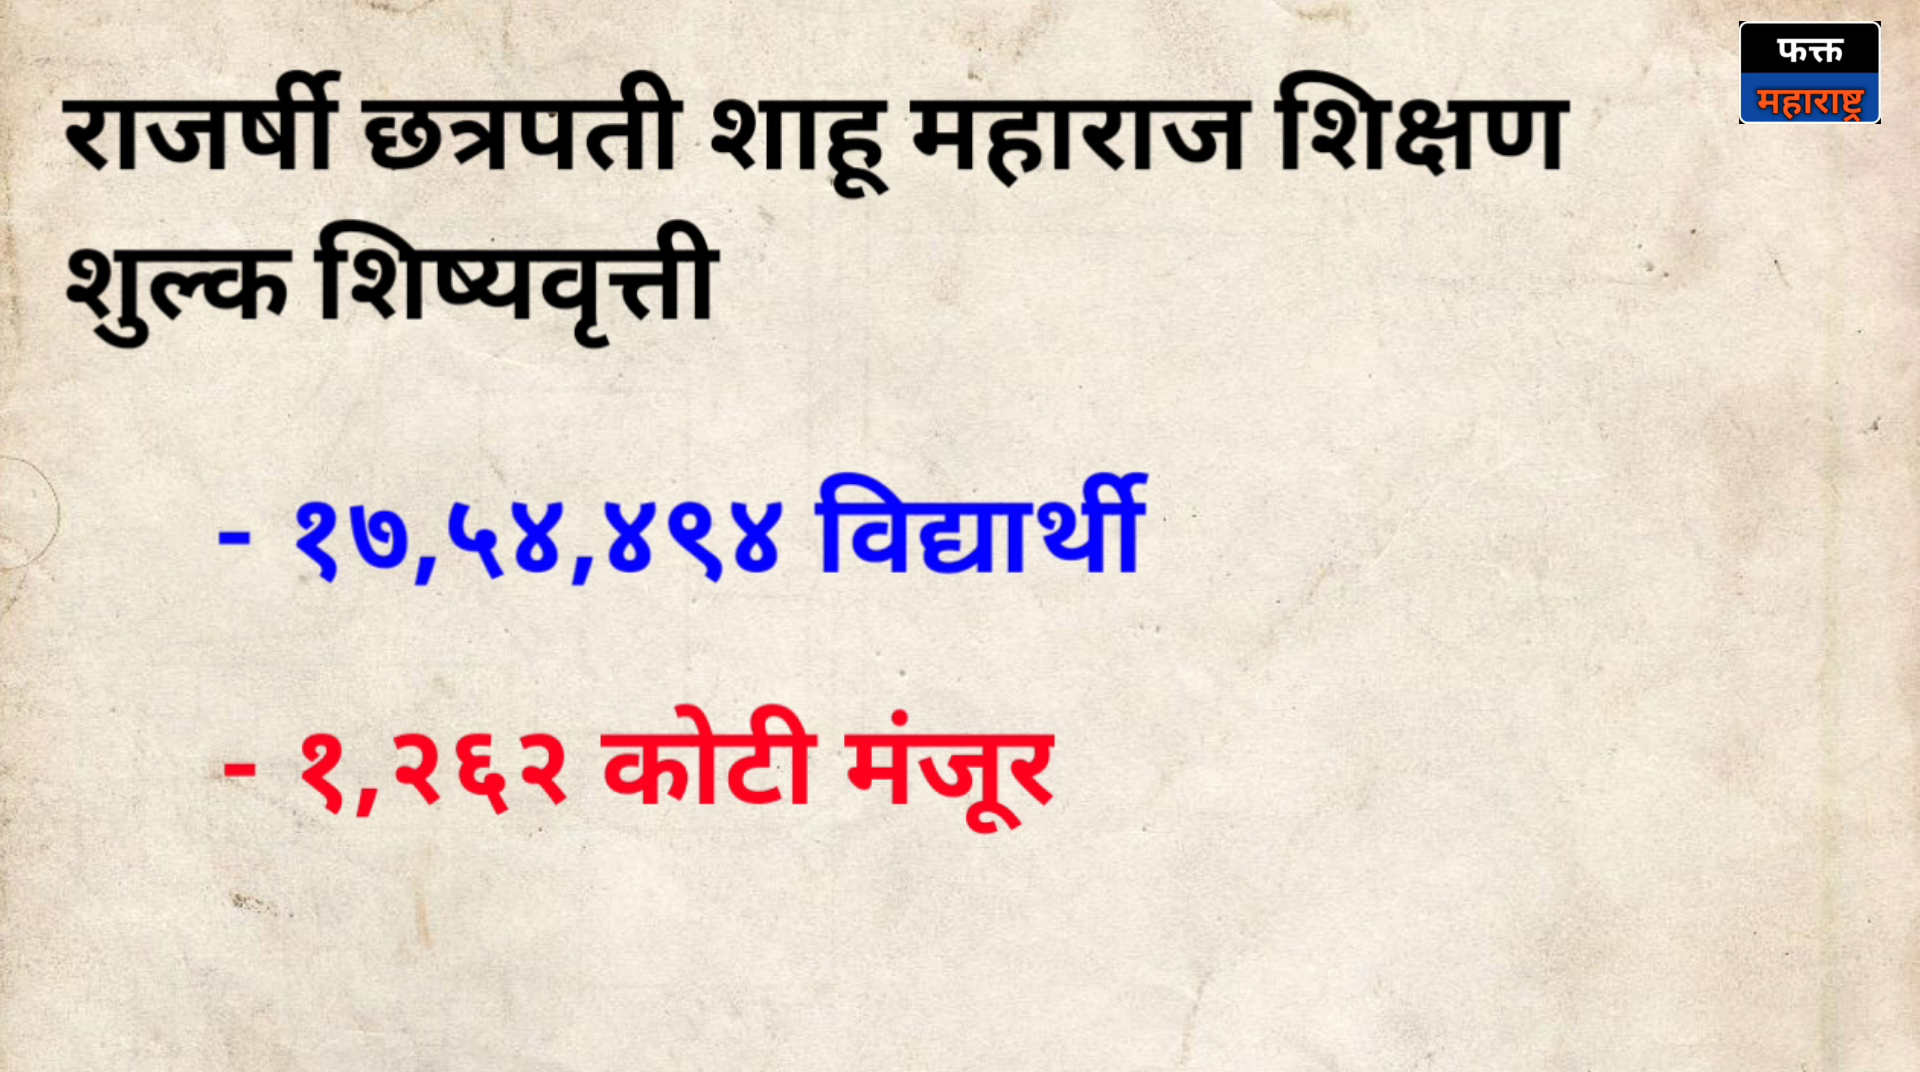 फक्त
महाराष्ट्र
राजर्षी छत्रपती शाहू महाराज शिक्षण
शुल्क शिष्यवृत्ती
- १७,५४,४९४ विद्यार्थी
- १,२६२ कोटी मंजूर